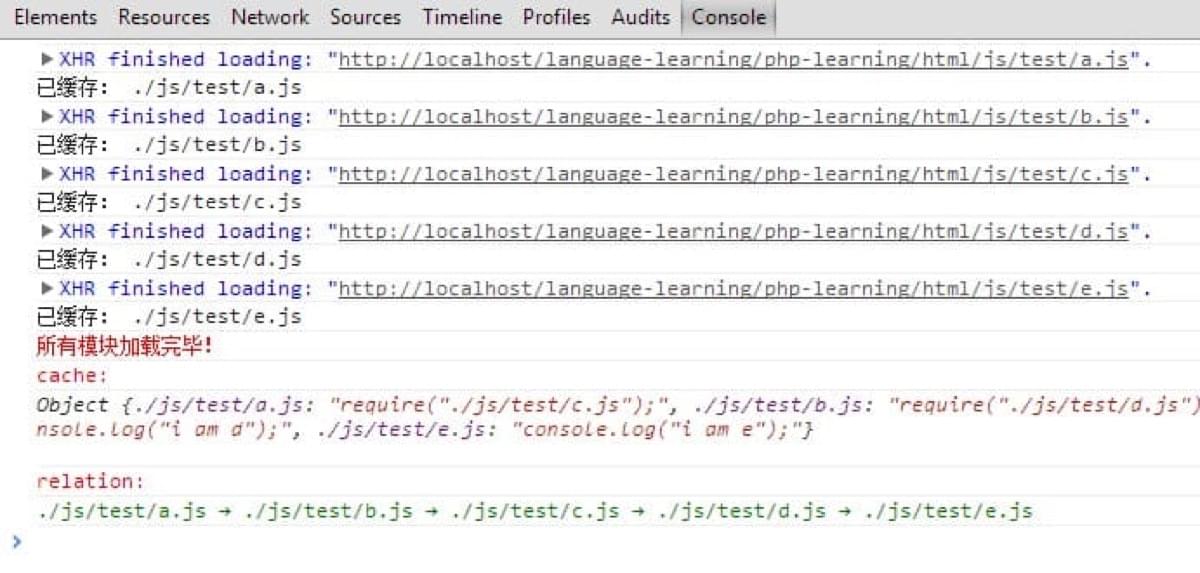 Elements Resources Network Sources Timeline Profiles Audits Console
▶XHR finished loading: "http://localhost/language-learning/php-learning/html/js/test/a.js".
已缓存: ./js/test/a.js
▶XHR finished loading: "http://localhost/language-learning/php-learning/html/js/test/b.js".
已缓存: ./js/test/b.js
▶XHR finished loading: "http://localhost/language-learning/php-learning/html/js/test/c.js".
已缓存: ./js/test/c.js
▶XHR finished loading: "http://localhost/language-learning/php-learning/html/js/test/d.js".
已缓存: ./js/test/d.js
▶XHR finished loading: "http://localhost/language-learning/php-learning/html/js/test/e.js".
已缓存: ./js/test/e.js
所有模块加载完毕!
cache:
Object {./js/test/a.js: "require("./js/test/c.js");", ./js/test/b.js: "require("./js/test/d.js")
nsole.log("i am d");", ./js/test/e.js: "console.log("i am e");"}
relation:
./js/test/a.js → ./js/test/b.js → ./js/test/c.js → ./js/test/d.js → ./js/test/e.js